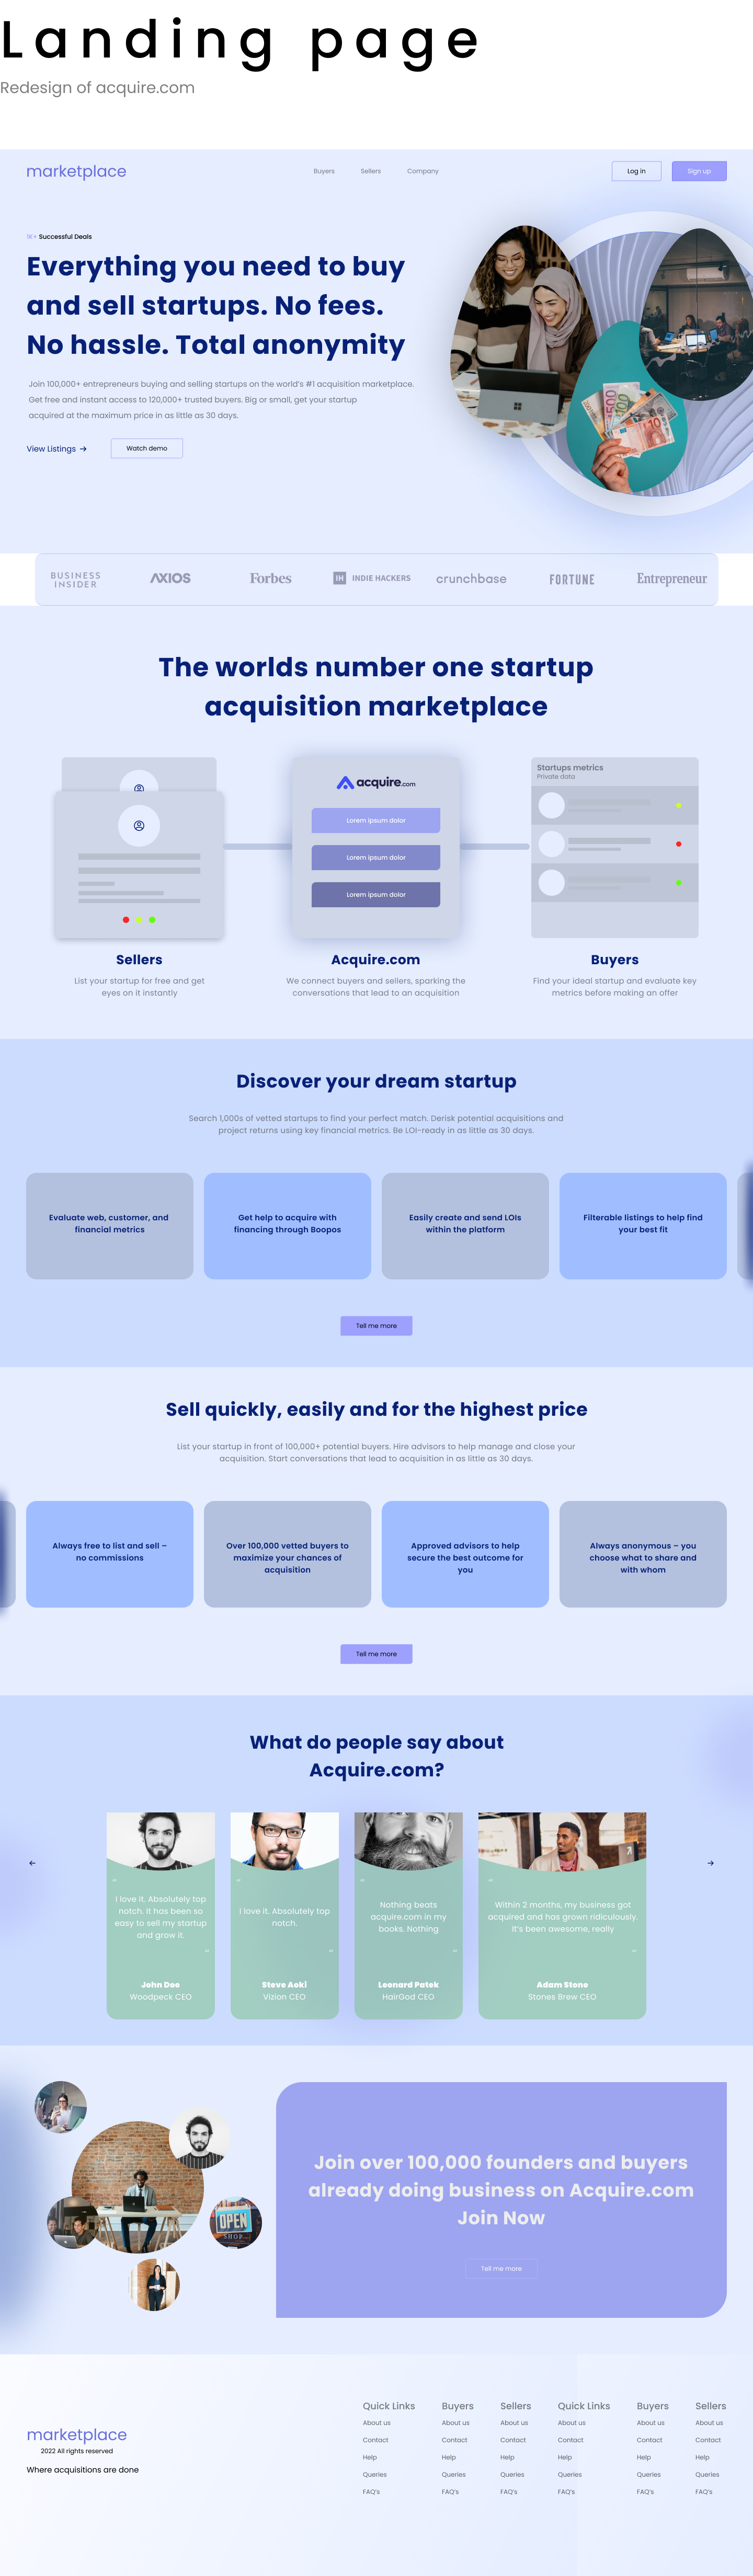 Landing page
Redesign of acquire.com
marketplace
Buyers
Sellers
Company
Log in
Sign up
1K+ Successful Deals
Everything you need to buy
and sell startups. No fees.
No hassle. Total anonymity
Join 100,000+ entrepreneurs buying and selling startups on the world's #1 acquisition marketplace.
Get free and instant access to 120,000+ trusted buyers. Big or small, get your startup
acquired at the maximum price in as little as 30 days.
View Listings →
Watch demo
BUSINESS
INSIDER
AXIOS
Forbes
IH INDIE HACKERS
crunchbase
FORTUNE
Entrepreneur
The worlds number one startup
acquisition marketplace
acquire.com
Lorem ipsum dolor
Lorem ipsum dolor
Lorem ipsum dolor
Startups metrics
Private data
Sellers
List your startup for free and get
eyes on it instantly
Acquire.com
We connect buyers and sellers, sparking the
conversations that lead to an acquisition
Buyers
Find your ideal startup and evaluate key
metrics before making an offer
Discover your dream startup
Search 1,000s of vetted startups to find your perfect match. Derisk potential acquisitions and
project returns using key financial metrics. Be LOI-ready in as little as 30 days.
Evaluate web, customer, and
financial metrics
Get help to acquire with
financing through Boopos
Easily create and send LOIs
within the platform
Filterable listings to help find
your best fit
Tell me more
Sell quickly, easily and for the highest price
List your startup in front of 100,000+ potential buyers. Hire advisors to help manage and close your
acquisition. Start conversations that lead to acquisition in as little as 30 days.
Always free to list and sell –
no commissions
Over 100,000 vetted buyers to
maximize your chances of
acquisition
Approved advisors to help
secure the best outcome for
you
Always anonymous – you
choose what to share and
with whom
Tell me more
What do people say about
Acquire.com?
“
I love it. Absolutely top
notch. It has been so
easy to sell my startup
and grow it.
”
John Doe
Woodpeck CEO
“
I love it. Absolutely top
notch.
”
Steve Aoki
Vizion CEO
“
Nothing beats
acquire.com in my
books. Nothing
”
Leonard Patek
HairGod CEO
“
Within 2 months, my business got
acquired and has grown ridiculously.
It's been awesome, really
”
Adam Stone
Stones Brew CEO
OPEN
SHOP
Join over 100,000 founders and buyers
already doing business on Acquire.com
Join Now
Tell me more
marketplace
2022 All rights reserved
Where acquisitions are done
Quick Links
About us
Contact
Help
Queries
FAQ's
Buyers
About us
Contact
Help
Queries
FAQ's
Sellers
About us
Contact
Help
Queries
FAQ's
Quick Links
About us
Contact
Help
Queries
FAQ's
Buyers
About us
Contact
Help
Queries
FAQ's
Sellers
About us
Contact
Help
Queries
FAQ's